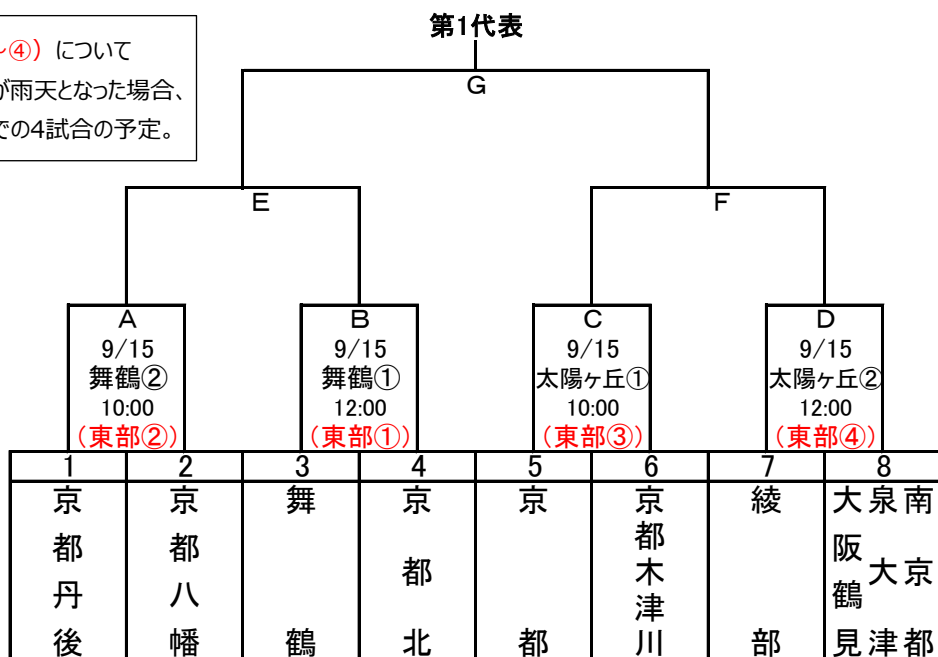 第1代表
～④）について
が雨天となった場合、
での4試合の予定。
G
E
F
A
9/15
舞鶴②
10:00
（東部②）
B
9/15
舞鶴①
12:00
（東部①）
C
9/15
太陽ヶ丘①
10:00
（東部③）
D
9/15
太陽ヶ丘②
12:00
（東部④）
1
2
3
4
5
6
7
8
京都丹後
京都八幡
舞鶴
京都北
京都
京都木津川
綾部
大阪鶴見
泉大津
南京都